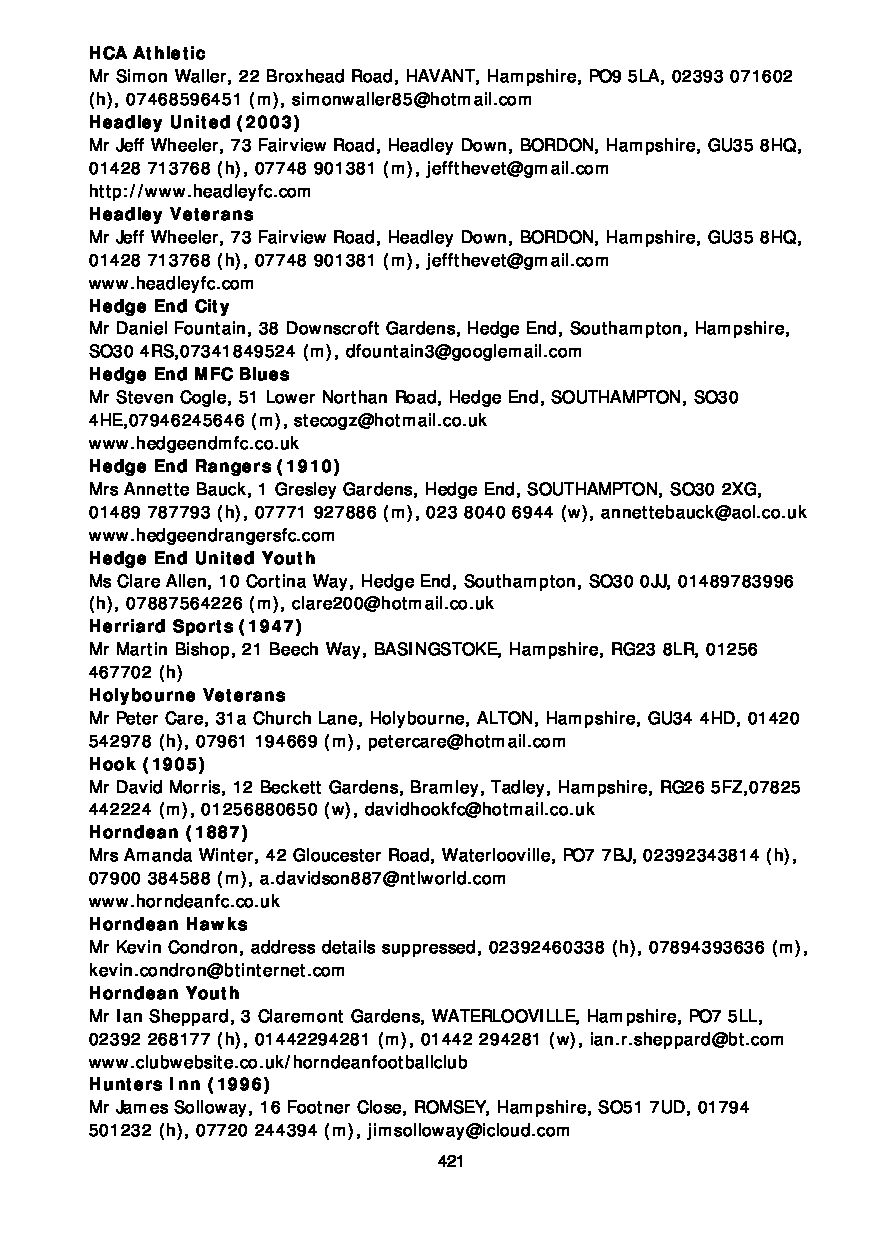 HCA Athletic
Mr Simon Waller, 22 Broxhead Road, HAVANT, Hampshire, PO9 5LA, 02393 071602
(h), 07468596451 (m), simonwaller85@hotmail.com
Headley United (2003)
Mr Jeff Wheeler, 73 Fairview Road, Headley Down, BORDON, Hampshire, GU35 8HQ,
01428 713768 (h), 07748 901381 (m), jeffthevet@gmail.com
http://www.headleyfc.com
Headley Veterans
Mr Jeff Wheeler, 73 Fairview Road, Headley Down, BORDON, Hampshire, GU35 8HQ,
01428 713768 (h), 07748 901381 (m), jeffthevet@gmail.com
www.headleyfc.com
Hedge End City
Mr Daniel Fountain, 38 Downscroft Gardens, Hedge End, Southampton, Hampshire,
SO30 4RS,07341849524 (m), dfountain3@googlemail.com
Hedge End MFC Blues
Mr Steven Cogle, 51 Lower Northan Road, Hedge End, SOUTHAMPTON, SO30
4HE,07946245646 (m), stecogz@hotmail.co.uk
www.hedgeendmfc.co.uk
Hedge End Rangers (1910)
Mrs Annette Bauck, 1 Gresley Gardens, Hedge End, SOUTHAMPTON, SO30 2XG,
01489 787793 (h), 07771 927886 (m), 023 8040 6944 (w), annettebauck@aol.co.uk
www.hedgeendrangersfc.com
Hedge End United Youth
Ms Clare Allen, 10 Cortina Way, Hedge End, Southampton, SO30 0JJ, 01489783996
(h), 07887564226 (m), clare200@hotmail.co.uk
Herriard Sports (1947)
Mr Martin Bishop, 21 Beech Way, BASINGSTOKE, Hampshire, RG23 8LR, 01256
467702 (h)
Holybourne Veterans
Mr Peter Care, 31a Church Lane, Holybourne, ALTON, Hampshire, GU34 4HD, 01420
542978 (h), 07961 194669 (m), petercare@hotmail.com
Hook (1905)
Mr David Morris, 12 Beckett Gardens, Bramley, Tadley, Hampshire, RG26 5FZ,07825
442224 (m), 01256880650 (w), davidhookfc@hotmail.co.uk
Horndean (1887)
Mrs Amanda Winter, 42 Gloucester Road, Waterlooville, PO7 7BJ, 02392343814 (h),
07900 384588 (m), a.davidson887@ntlworld.com
www.horndeanfc.co.uk
Horndean Hawks
Mr Kevin Condron, address details suppressed, 02392460338 (h), 07894393636 (m),
kevin.condron@btinternet.com
Horndean Youth
Mr Ian Sheppard, 3 Claremont Gardens, WATERLOOVILLE, Hampshire, PO7 5LL,
02392 268177 (h), 01442294281 (m), 01442 294281 (w), ian.r.sheppard@bt.com
www.clubwebsite.co.uk/horndeanfootballclub
Hunters Inn (1996)
Mr James Solloway, 16 Footner Close, ROMSEY, Hampshire, SO51 7UD, 01794
501232 (h), 07720 244394 (m), jimsolloway@icloud.com
421